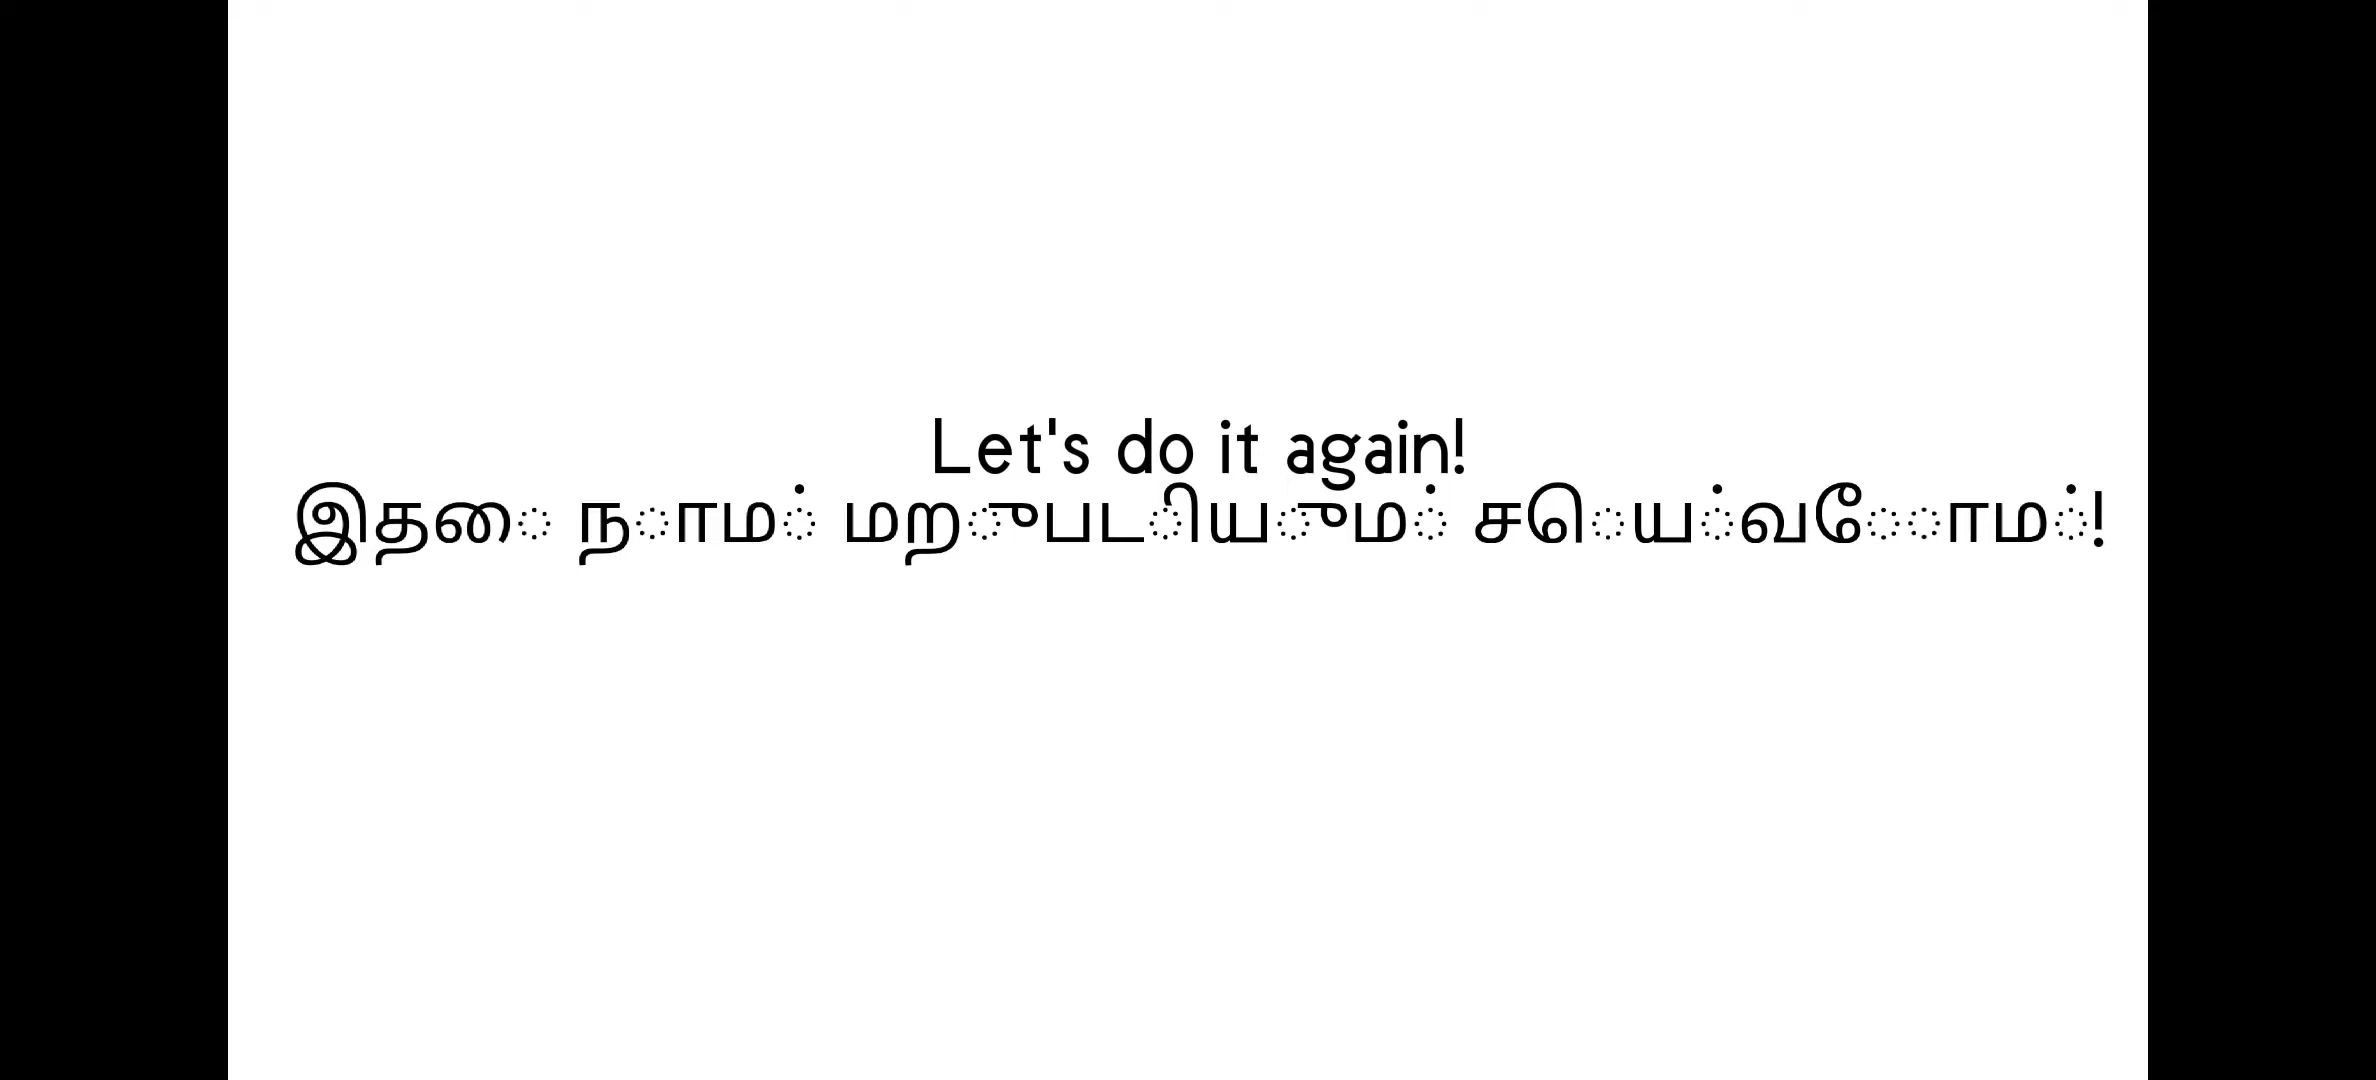 Let's do it again!
இதை நாம் மறுபடியும் செய்வோம்!